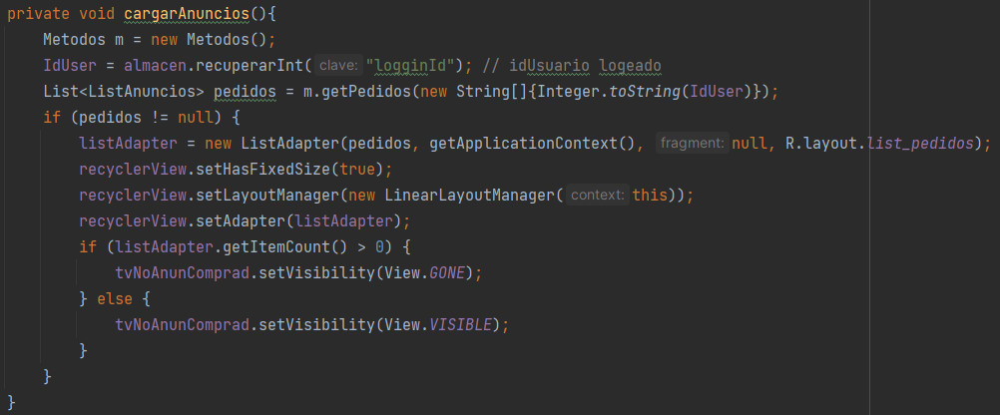 private void cargarAnuncios(){
Metodos m = new Metodos();
IdUser = almacen.recuperarInt( clave: "logginId"); // idUsuario logeado
List<ListAnuncios> pedidos = m.getPedidos(new String[]{Integer.toString(IdUser)});
if (pedidos != null) {
listAdapter = new ListAdapter(pedidos, getApplicationContext(), fragment: null, R.layout.list_pedidos);
recyclerView.setHasFixedSize(true);
recyclerView.setLayoutManager(new LinearLayoutManager( context: this));
recyclerView.setAdapter(listAdapter);
if (listAdapter.getItemCount() > 0) {
tvNoAnunComprad.setVisibility(View.GONE);
} else {
tvNoAnunComprad.setVisibility(View.VISIBLE);
}
}
}